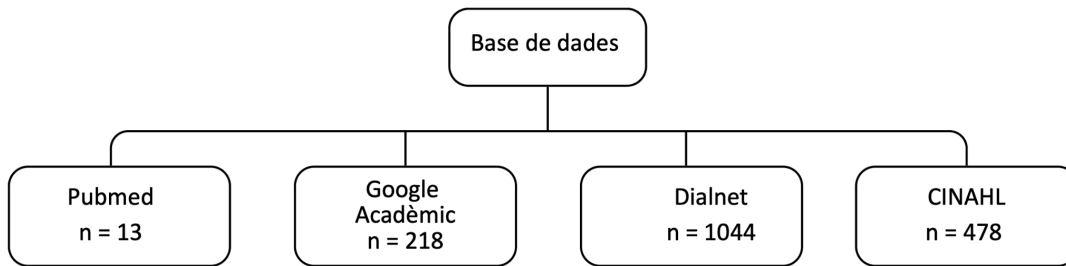 Base de dades
Pubmed
n = 13
Google
Acadèmic
n = 218
Dialnet
n = 1044
CINAHL
n = 478